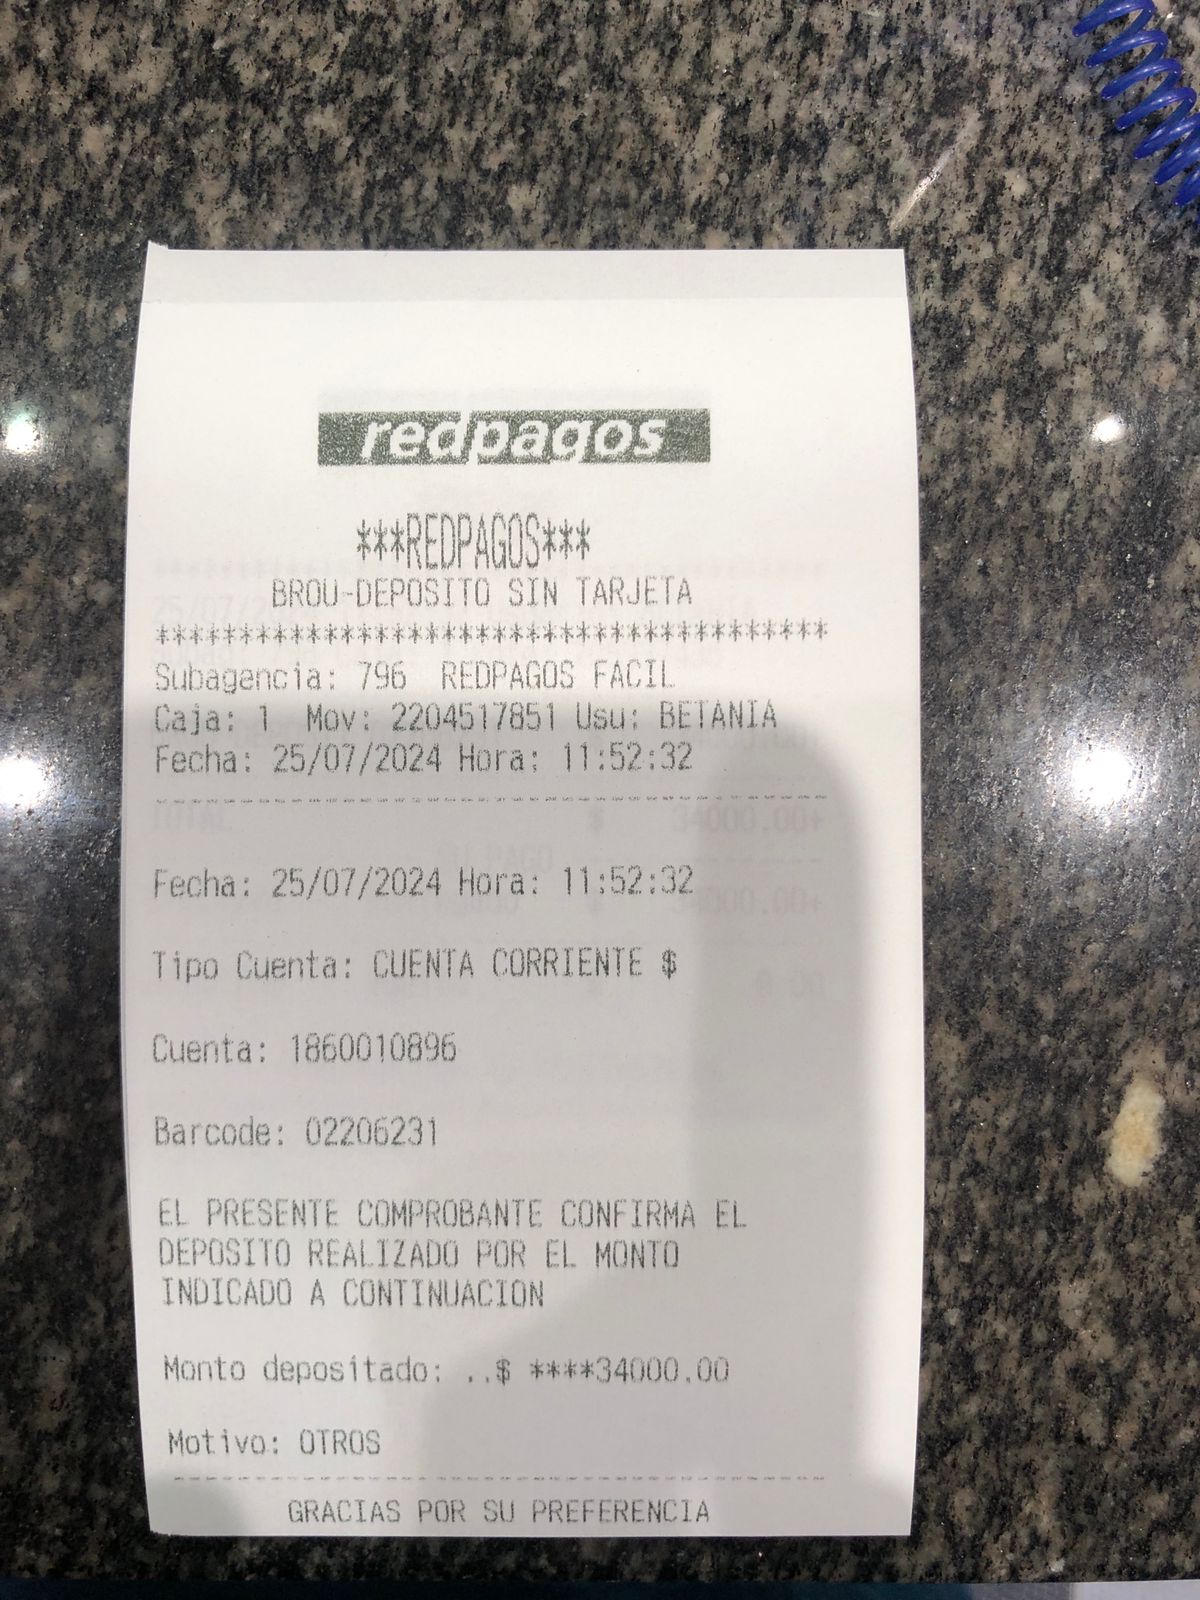 redpagos
***REDPAGOS***
BROU-DEPOSITO SIN TARJETA
****************************************
Subagencia: 796 REDPAGOS FACIL
Caja: 1 Mov: 2204517851 Usu: BETANIA
Fecha: 25/07/2024 Hora: 11:52:32
----------------------------------------
Fecha: 25/07/2024 Hora: 11:52:32
Tipo Cuenta: CUENTA CORRIENTE $
Cuenta: 1860010896
Barcode: 02206231
EL PRESENTE COMPROBANTE CONFIRMA EL
DEPOSITO REALIZADO POR EL MONTO
INDICADO A CONTINUACION
Monto depositado: ..$ ****34000.00
Motivo: OTROS
----------------------------------------
GRACIAS POR SU PREFERENCIA